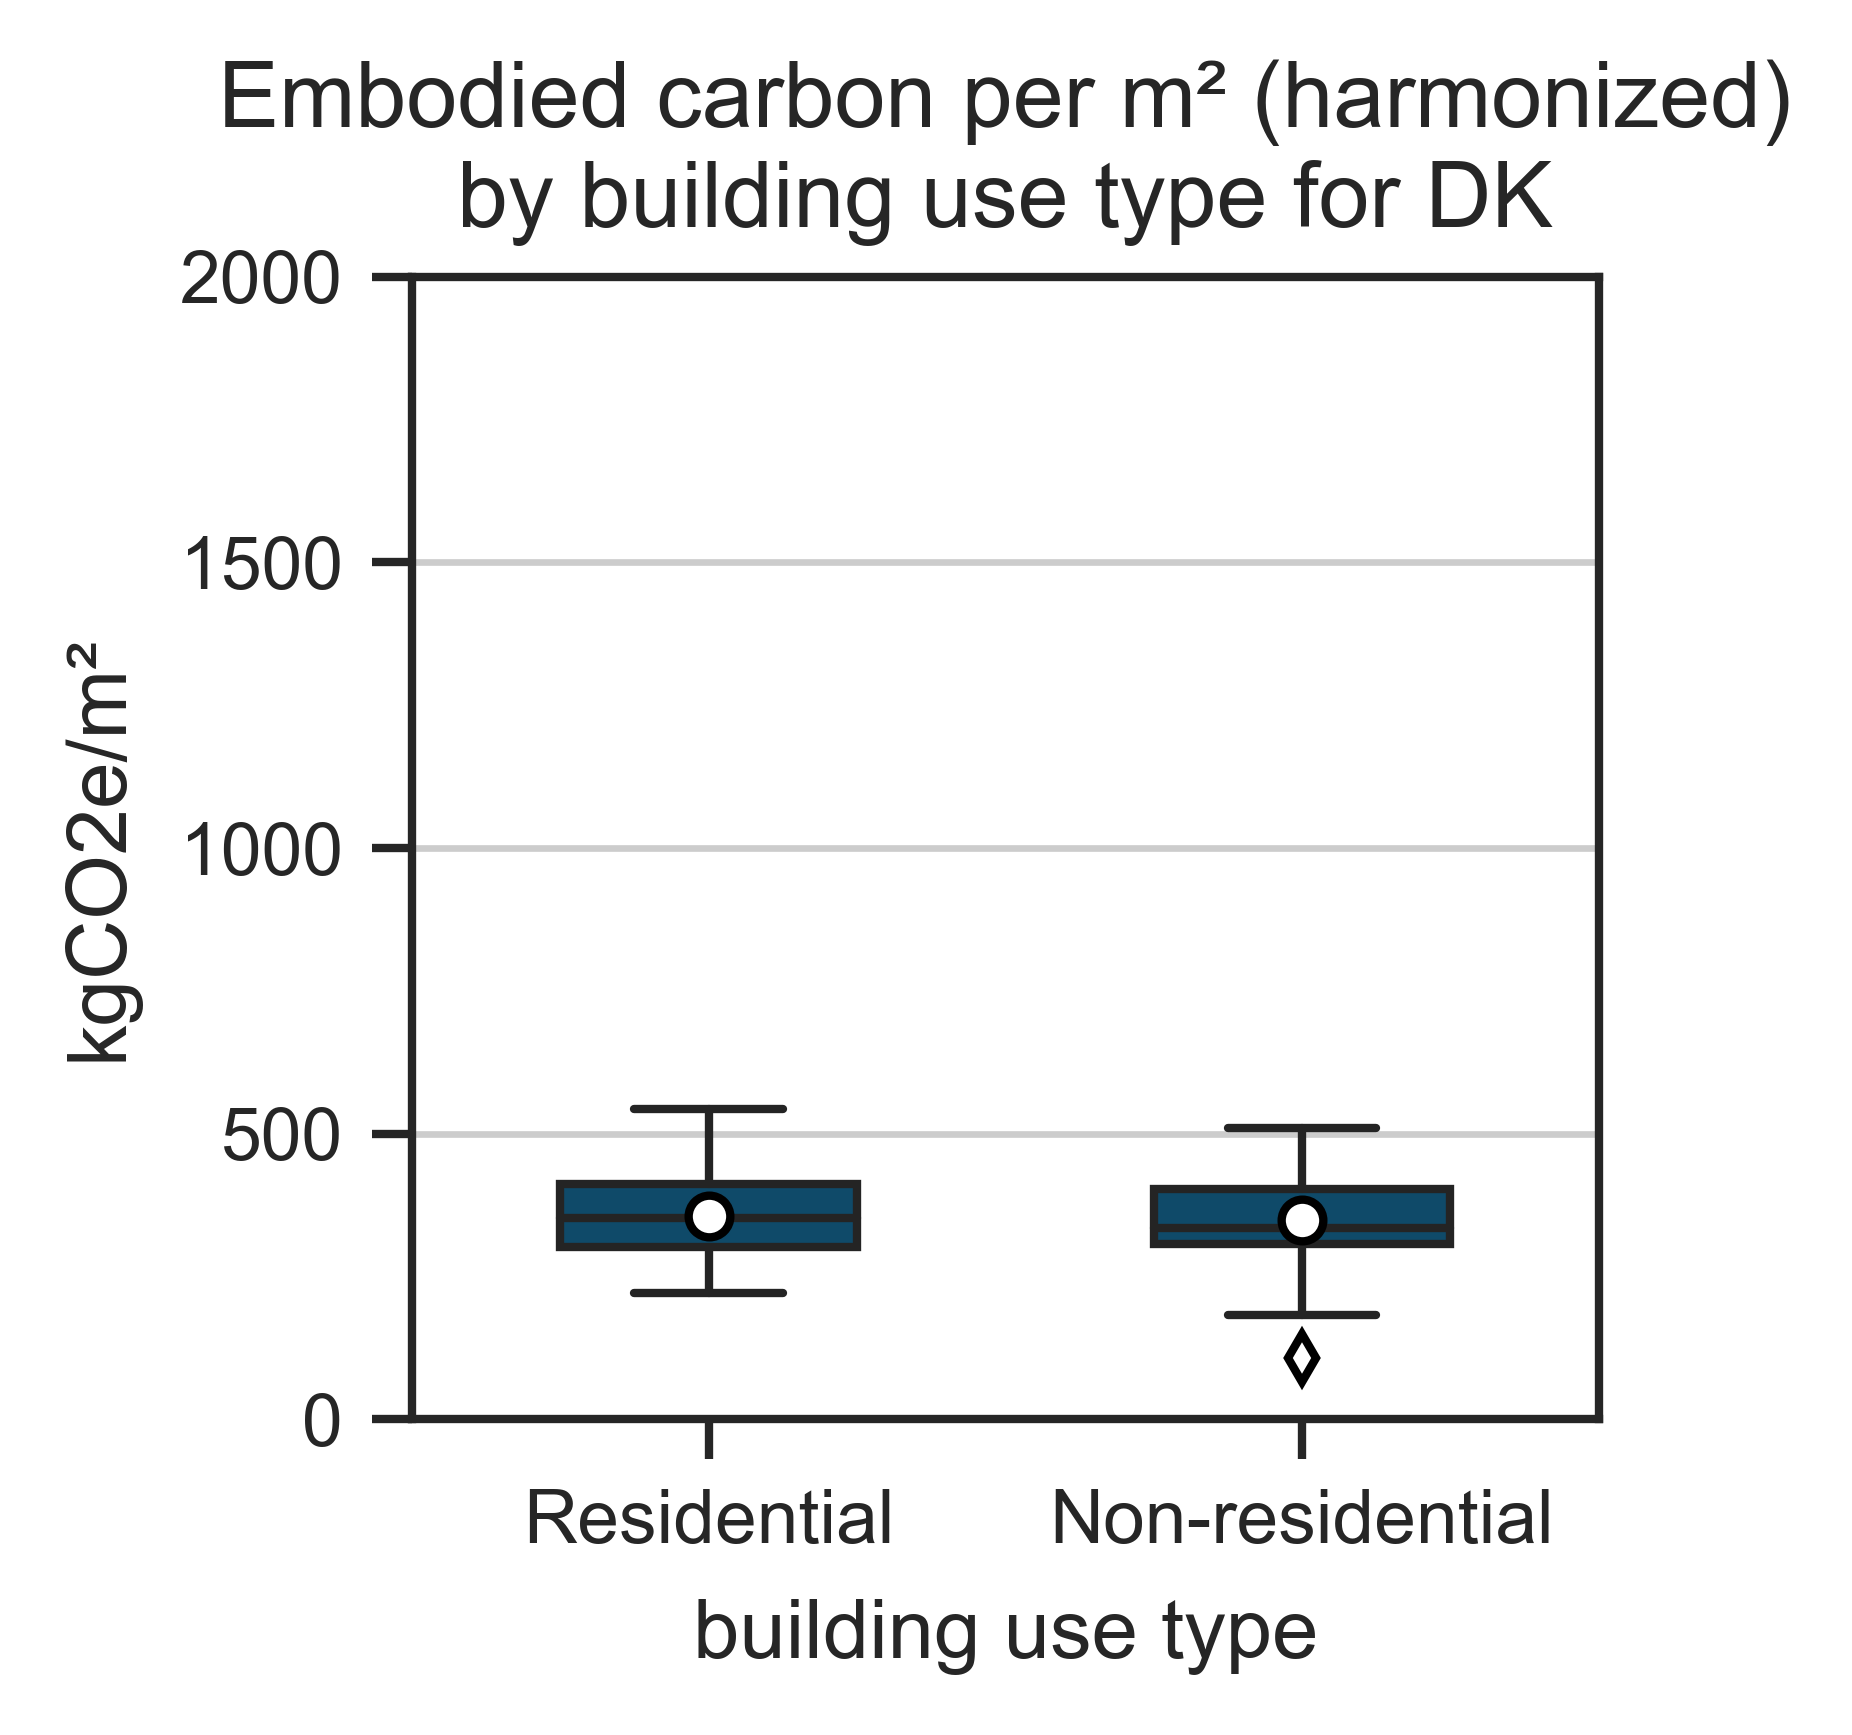 Embodied carbon per m² (harmonized)
by building use type for DK
2000
1500
1000
500
0
kgCO2e/m²
Residential
Non-residential
building use type